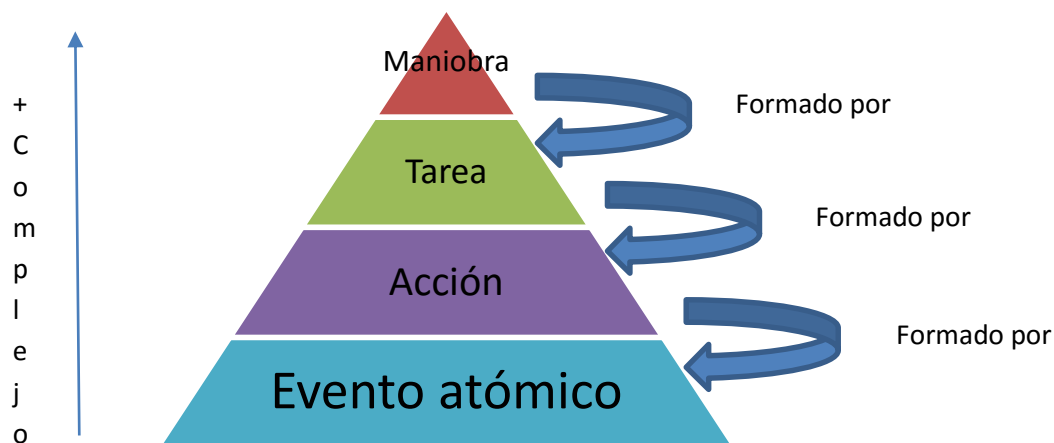 Maniobra
Formado por
Tarea
Formado por
Acción
Formado por
Evento atómico
+
C
o
m
p
l
e
j
o